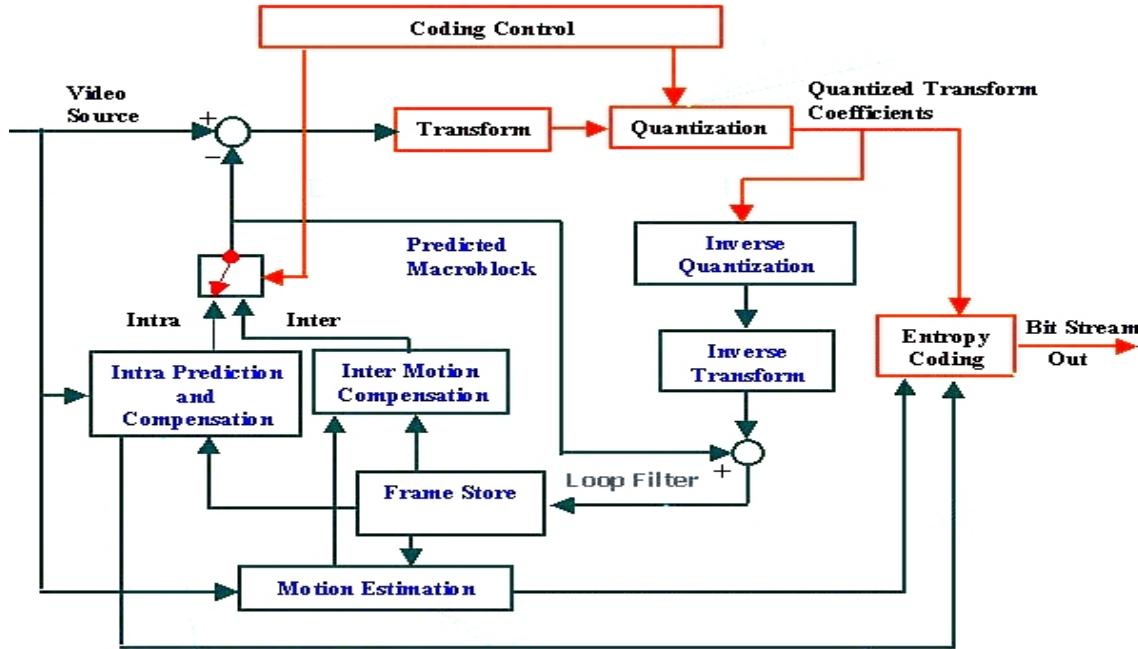 Coding Control
Video
Source
+
−
Transform
Quantization
Quantized Transform
Coefficients
Predicted
Macroblock
Inverse
Quantization
Intra
Inter
Inverse
Transform
Entropy
Coding
Bit Stream
Out
Intra Prediction
and
Compensation
Inter Motion
Compensation
+
Loop Filter
Frame Store
Motion Estimation